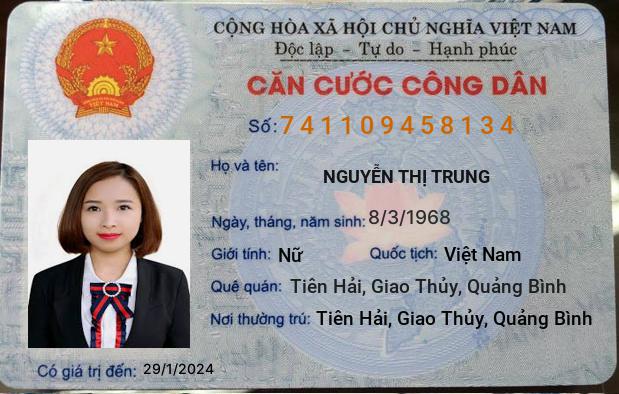 CỘNG HÒA XÃ HỘI CHỦ NGHĨA VIỆT NAM
Độc lập - Tự do - Hạnh phúc
CĂN CƯỚC CÔNG DÂN
Số: 741109458134
Họ và tên: NGUYỄN THỊ TRUNG
Ngày, tháng, năm sinh: 8/3/1968
Giới tính: Nữ Quốc tịch: Việt Nam
Quê quán: Tiên Hải, Giao Thủy, Quảng Bình
Nơi thường trú: Tiên Hải, Giao Thủy, Quảng Bình
Có giá trị đến: 29/1/2024
VIỆT NAM